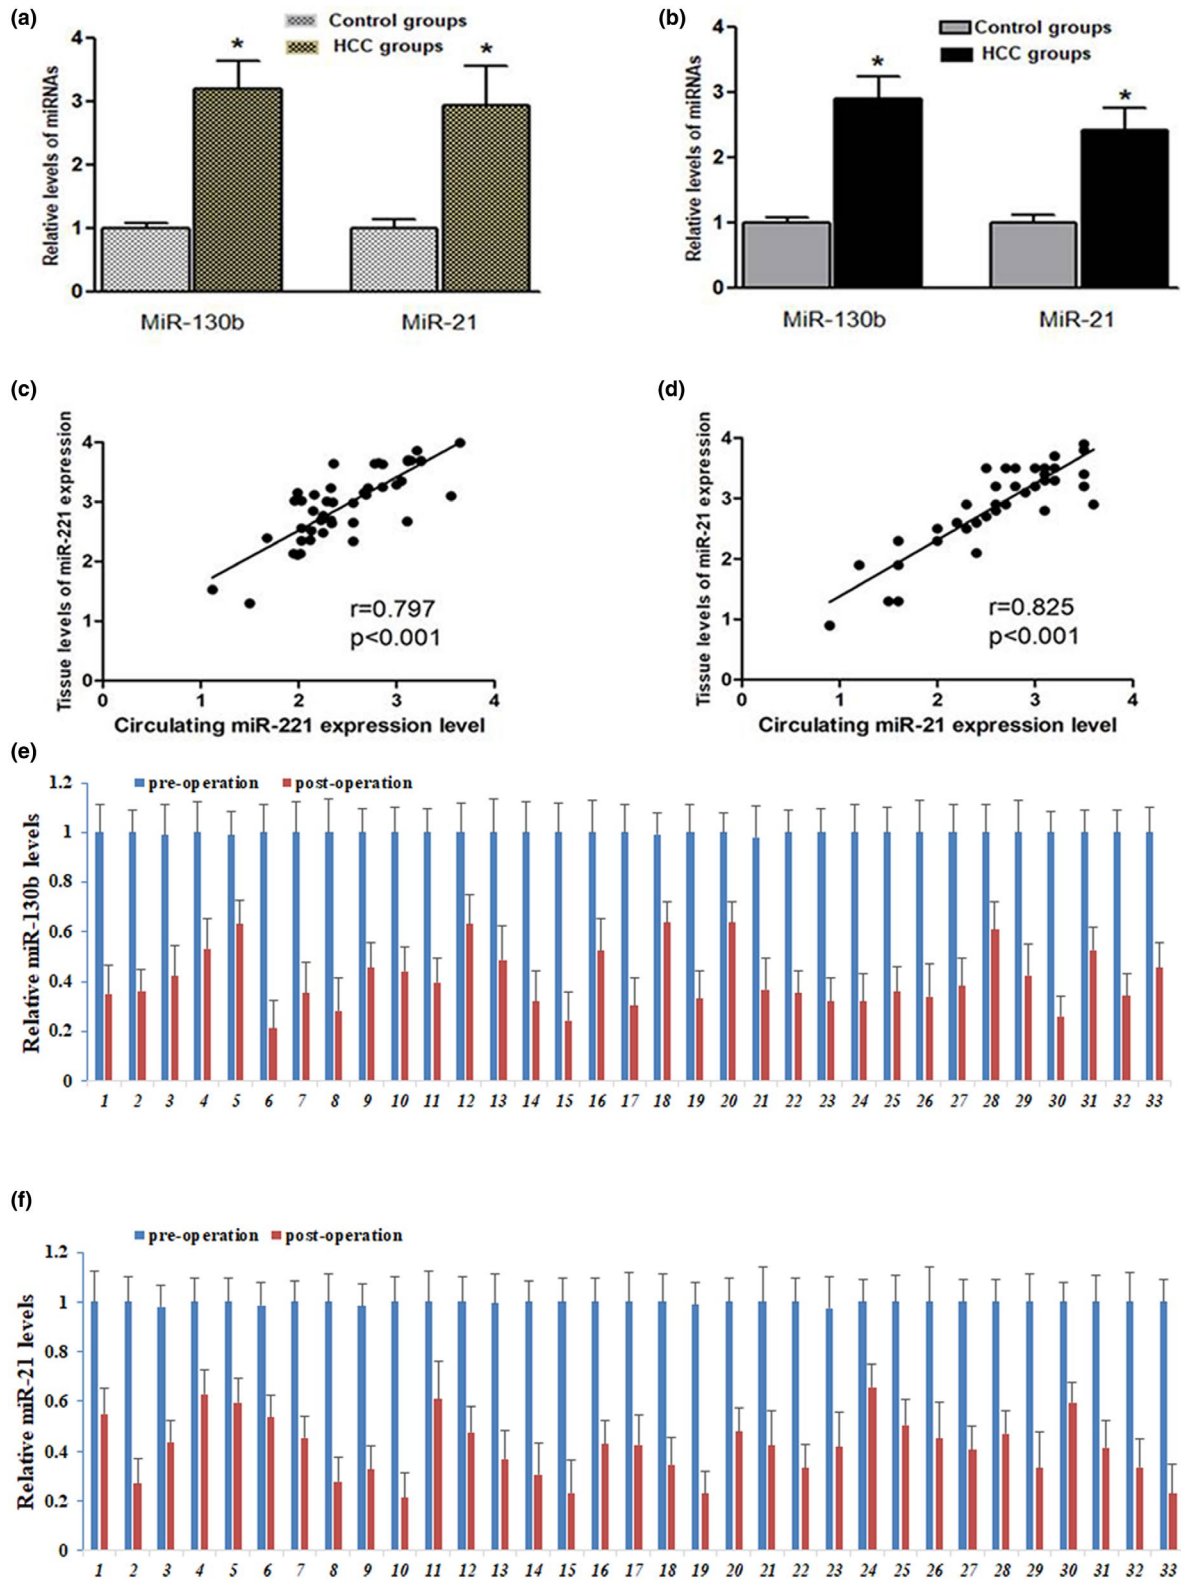 (a)
Control groups
HCC groups
Relative levels of miRNAs
4
3
2
1
0
*
*
MiR-130b
MiR-21
(b)
Control groups
HCC groups
Relative levels of miRNAs
4
3
2
1
0
*
*
MiR-130b
MiR-21
(c)
Tissue levels of miR-221 expression
4
3
2
1
0
r=0.797
p<0.001
0 1 2 3 4
Circulating miR-221 expression level
(d)
Tissue levels of miR-21 expression
4
3
2
1
0
r=0.825
p<0.001
0 1 2 3 4
Circulating miR-21 expression level
(e)
pre-operation post-operation
Relative miR-130b levels
1.2
1
0.8
0.6
0.4
0.2
0
1 2 3 4 5 6 7 8 9 10 11 12 13 14 15 16 17 18 19 20 21 22 23 24 25 26 27 28 29 30 31 32 33
(f)
pre-operation post-operation
Relative miR-21 levels
1.2
1
0.8
0.6
0.4
0.2
0
1 2 3 4 5 6 7 8 9 10 11 12 13 14 15 16 17 18 19 20 21 22 23 24 25 26 27 28 29 30 31 32 33